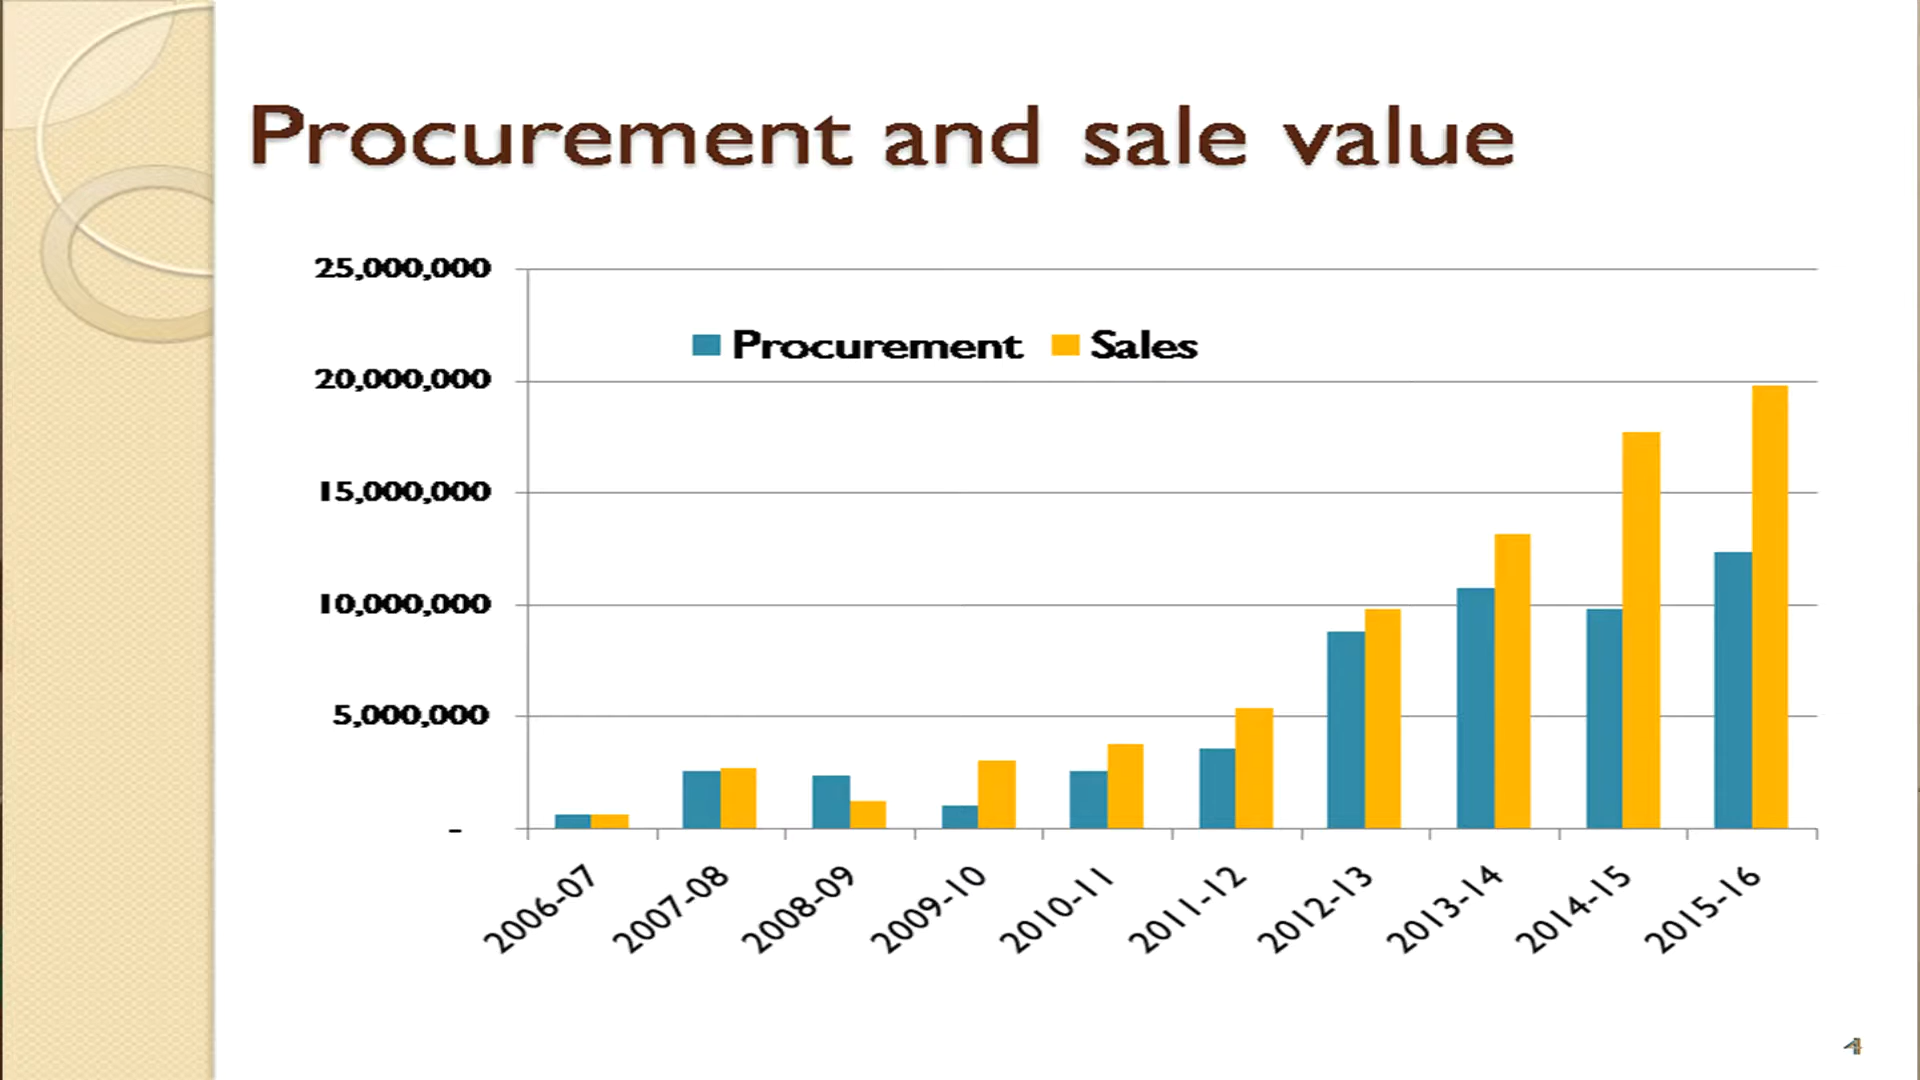 Procurement and sale value
25,000,000
Procurement Sales
20,000,000
15,000,000
10,000,000
5,000,000
-
2006-07 2007-08 2008-09 2009-10 2010-11 2011-12 2012-13 2013-14 2014-15 2015-16
4